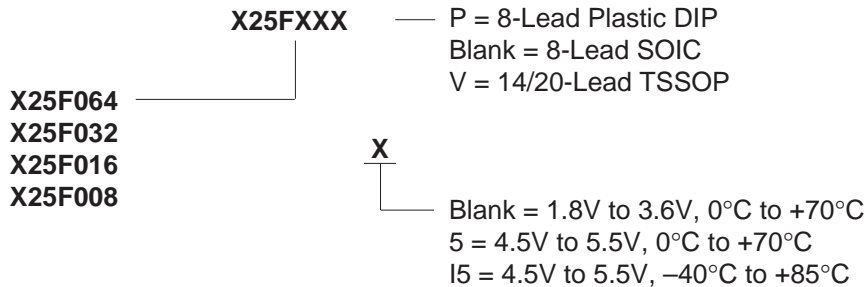 X25FXXX
P = 8-Lead Plastic DIP
Blank = 8-Lead SOIC
V = 14/20-Lead TSSOP
X25F064
X25F032
X25F016
X25F008
X
Blank = 1.8V to 3.6V, 0°C to +70°C
5 = 4.5V to 5.5V, 0°C to +70°C
I5 = 4.5V to 5.5V, –40°C to +85°C